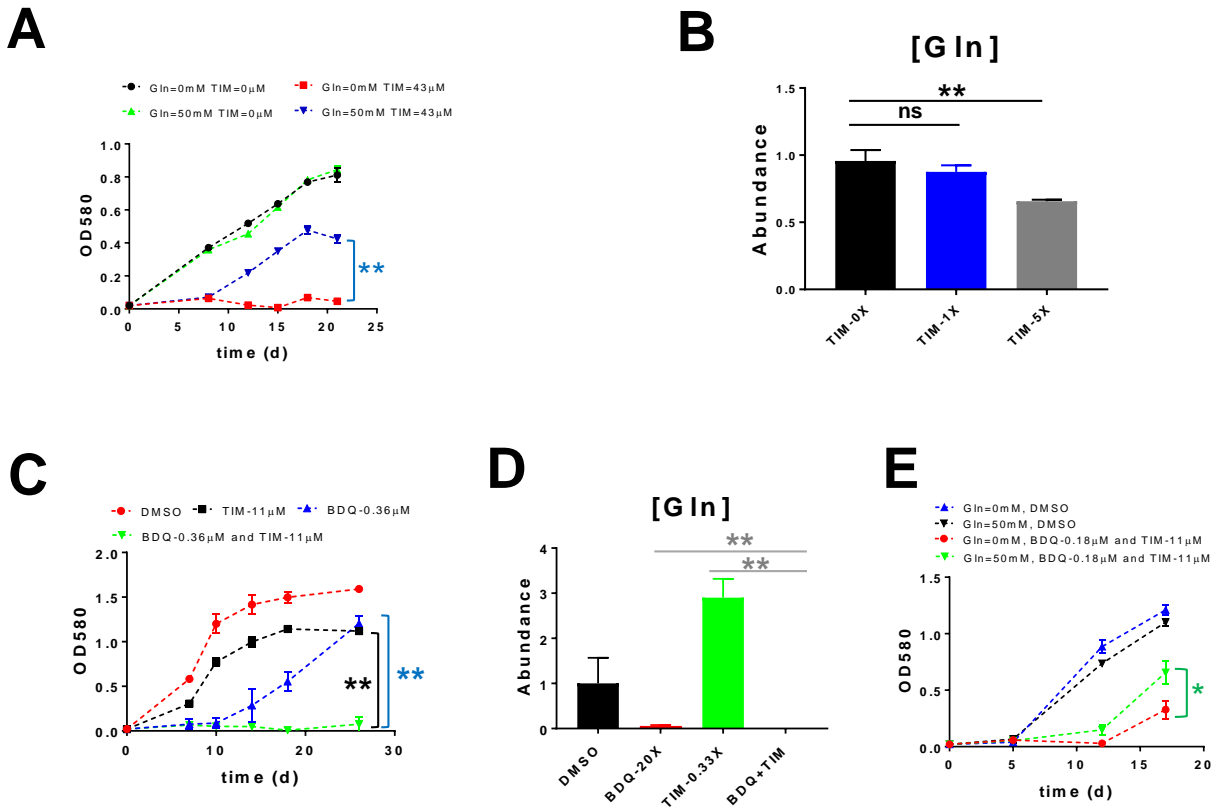 A
Gln=0mM TIM=0μM
Gln=0mM TIM=43μM
Gln=50mM TIM=0μM
Gln=50mM TIM=43μM
1.0
0.8
0.6
0.4
0.2
0.0
OD580
**
0 5 10 15 20 25
time (d)
B
[Gln]
1.5
1.0
0.5
0.0
Abundance
**
ns
TIM-0X
TIM-1X
TIM-5X
C
DMSO
TIM-11μM
BDQ-0.36μM
BDQ-0.36μM and TIM-11μM
2.0
1.5
1.0
0.5
0.0
OD580
**
**
0 10 20 30
time (d)
D
[Gln]
4
3
2
1
0
Abundance
**
**
DMSO
BDQ-20X
TIM-0.33X
BDQ+TIM
E
Gln=0mM, DMSO
Gln=50mM, DMSO
Gln=0mM, BDQ-0.18μM and TIM-11μM
Gln=50mM, BDQ-0.18μM and TIM-11μM
1.5
1.0
0.5
0.0
OD580
*
0 5 10 15 20
time (d)